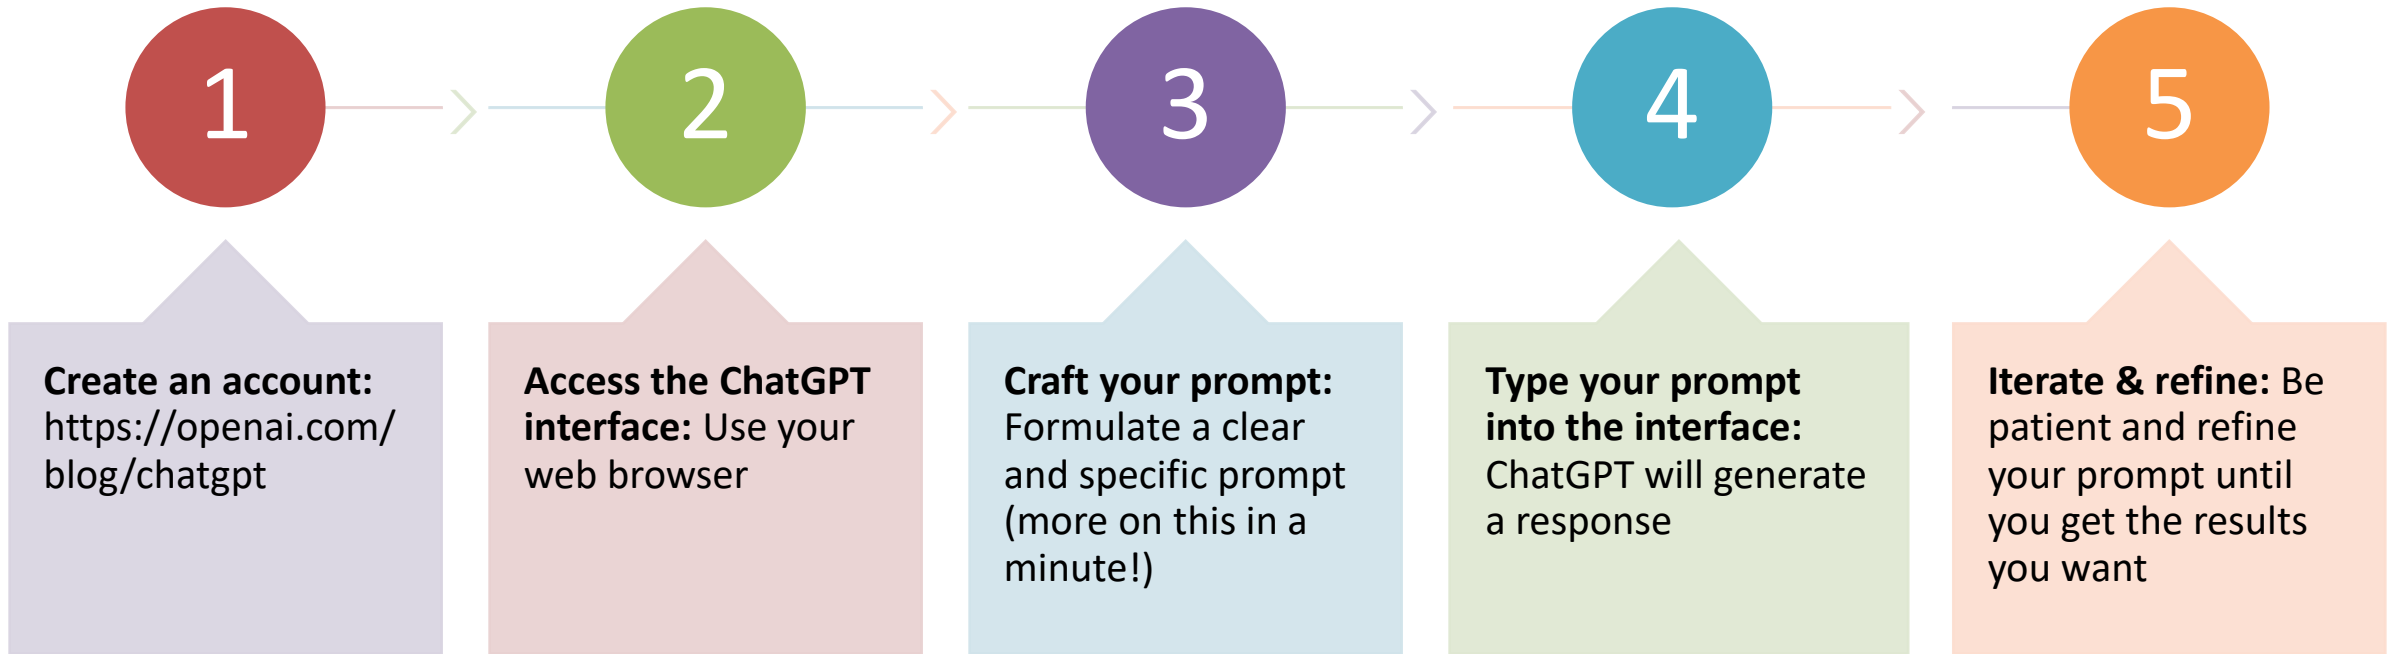 1
2
3
4
5
Create an account:
https://openai.com/
blog/chatgpt
Access the ChatGPT
interface: Use your
web browser
Craft your prompt:
Formulate a clear
and specific prompt
(more on this in a
minute!)
Type your prompt
into the interface:
ChatGPT will generate
a response
Iterate & refine: Be
patient and refine
your prompt until
you get the results
you want